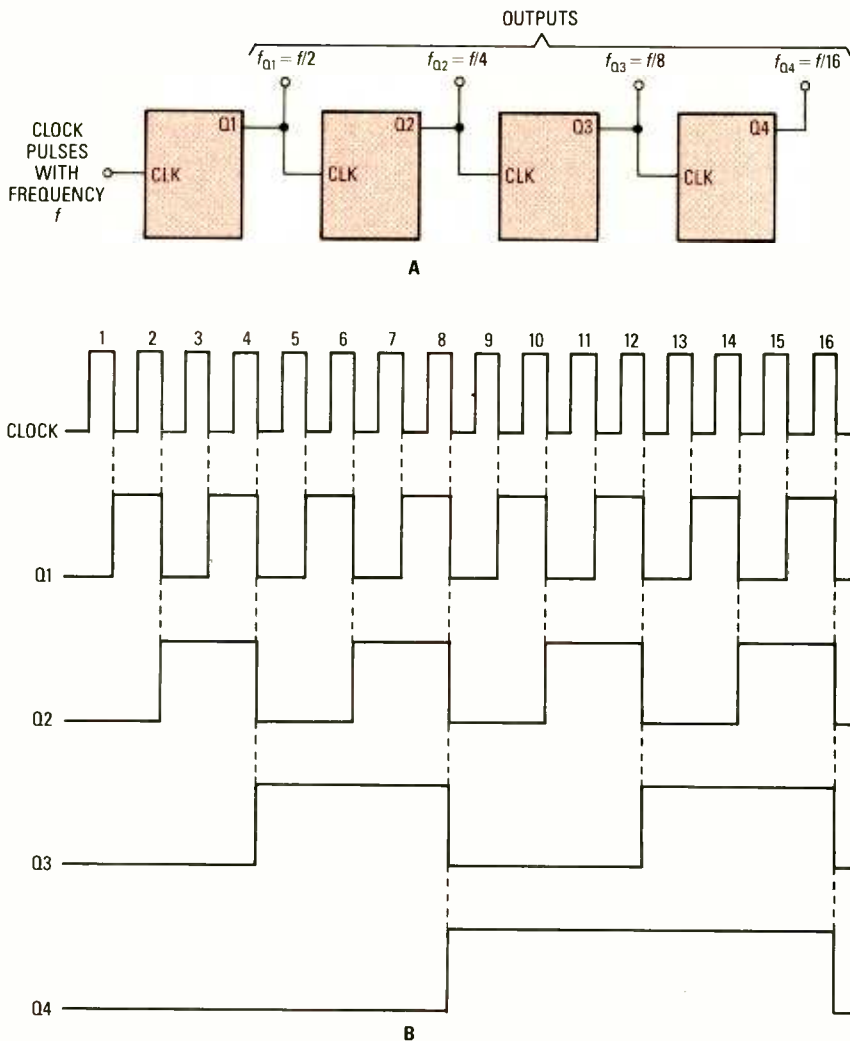 OUTPUTS
fQ1 = f/2 fQ2 = f/4 fQ3 = f/8 fQ4 = f/16
CLOCK
PULSES
WITH
FREQUENCY
f
Q1 Q2 Q3 Q4
CLK CLK CLK CLK
A
1 2 3 4 5 6 7 8 9 10 11 12 13 14 15 16
CLOCK
Q1
Q2
Q3
Q4
B